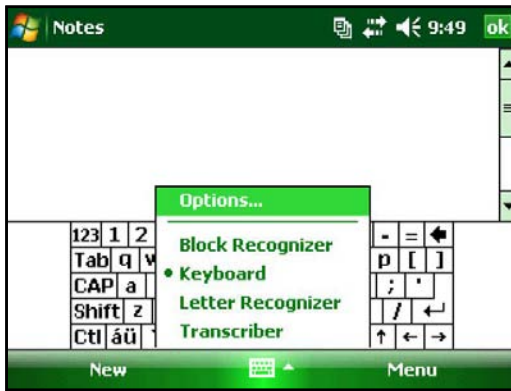 Notes 9:49 ok
Options...
Block Recognizer
Keyboard
Letter Recognizer
Transcriber
123 1 2 - = 
Tab q w p [ ]
CAP a ; '
Shift z /
Ctl áü
New Menu